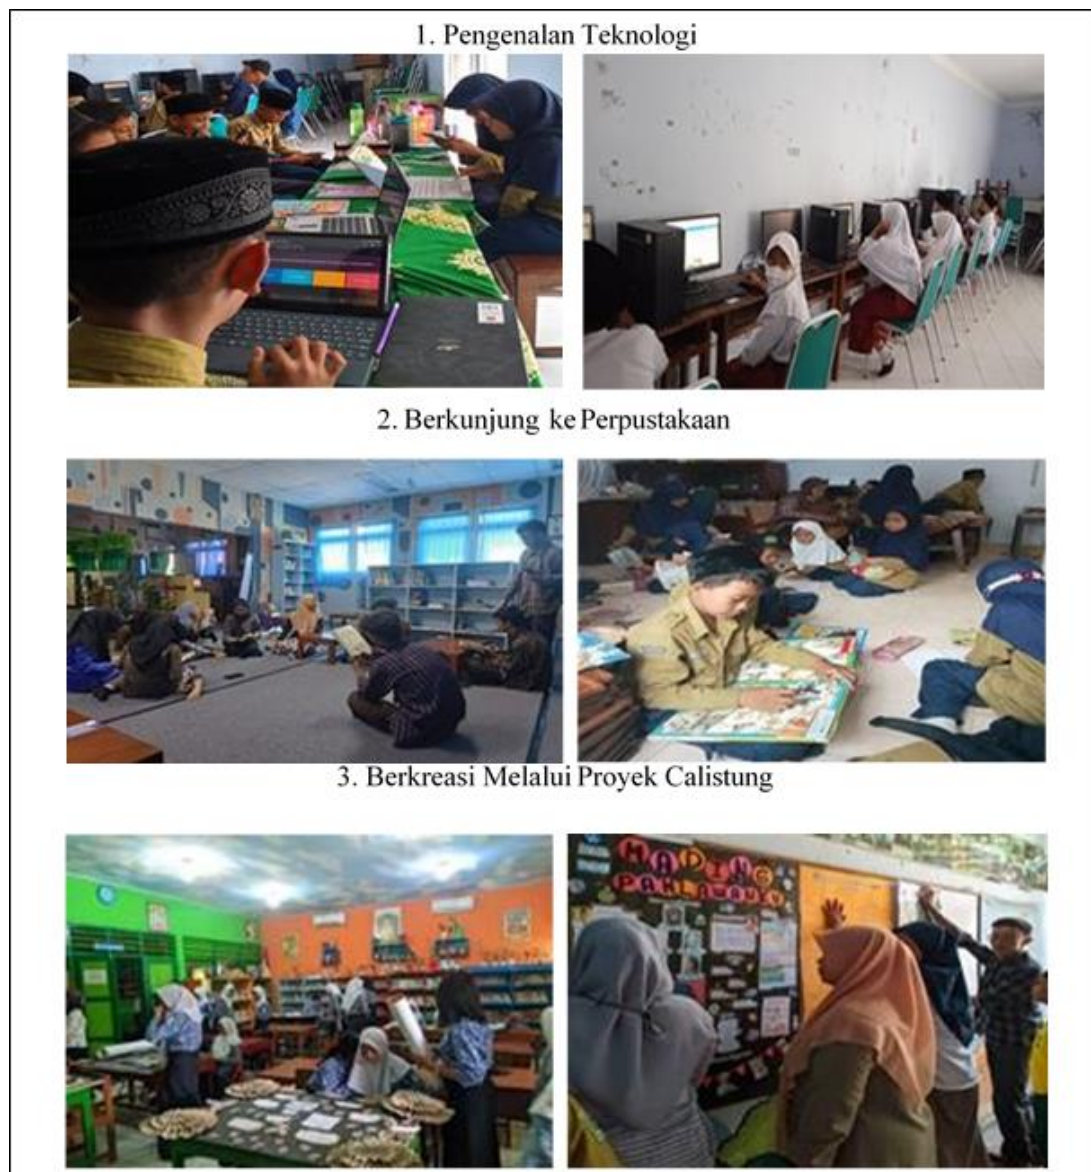 1. Pengenalan Teknologi
2. Berkunjung ke Perpustakaan
3. Berkreasi Melalui Proyek Calistung
MADING
PAHLAWANKU